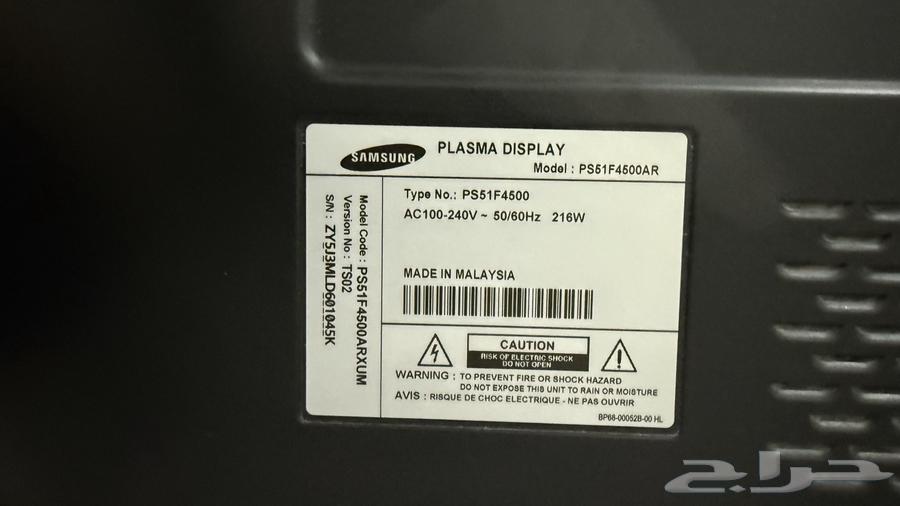 SAMSUNG
PLASMA DISPLAY
Model : PS51F4500AR
Type No.: PS51F4500
AC100-240V ~ 50/60Hz 216W
MADE IN MALAYSIA
Model Code : PS51F4500ARXUM
Version No : TS02
S/N : ZY5J3MLD601045K
CAUTION
RISK OF ELECTRIC SHOCK
DO NOT OPEN
WARNING : TO PREVENT FIRE OR SHOCK HAZARD
DO NOT EXPOSE THIS UNIT TO RAIN OR MOISTURE
AVIS : RISQUE DE CHOC ELECTRIQUE - NE PAS OUVRIR
BP68-00052B-00 HL
حراج